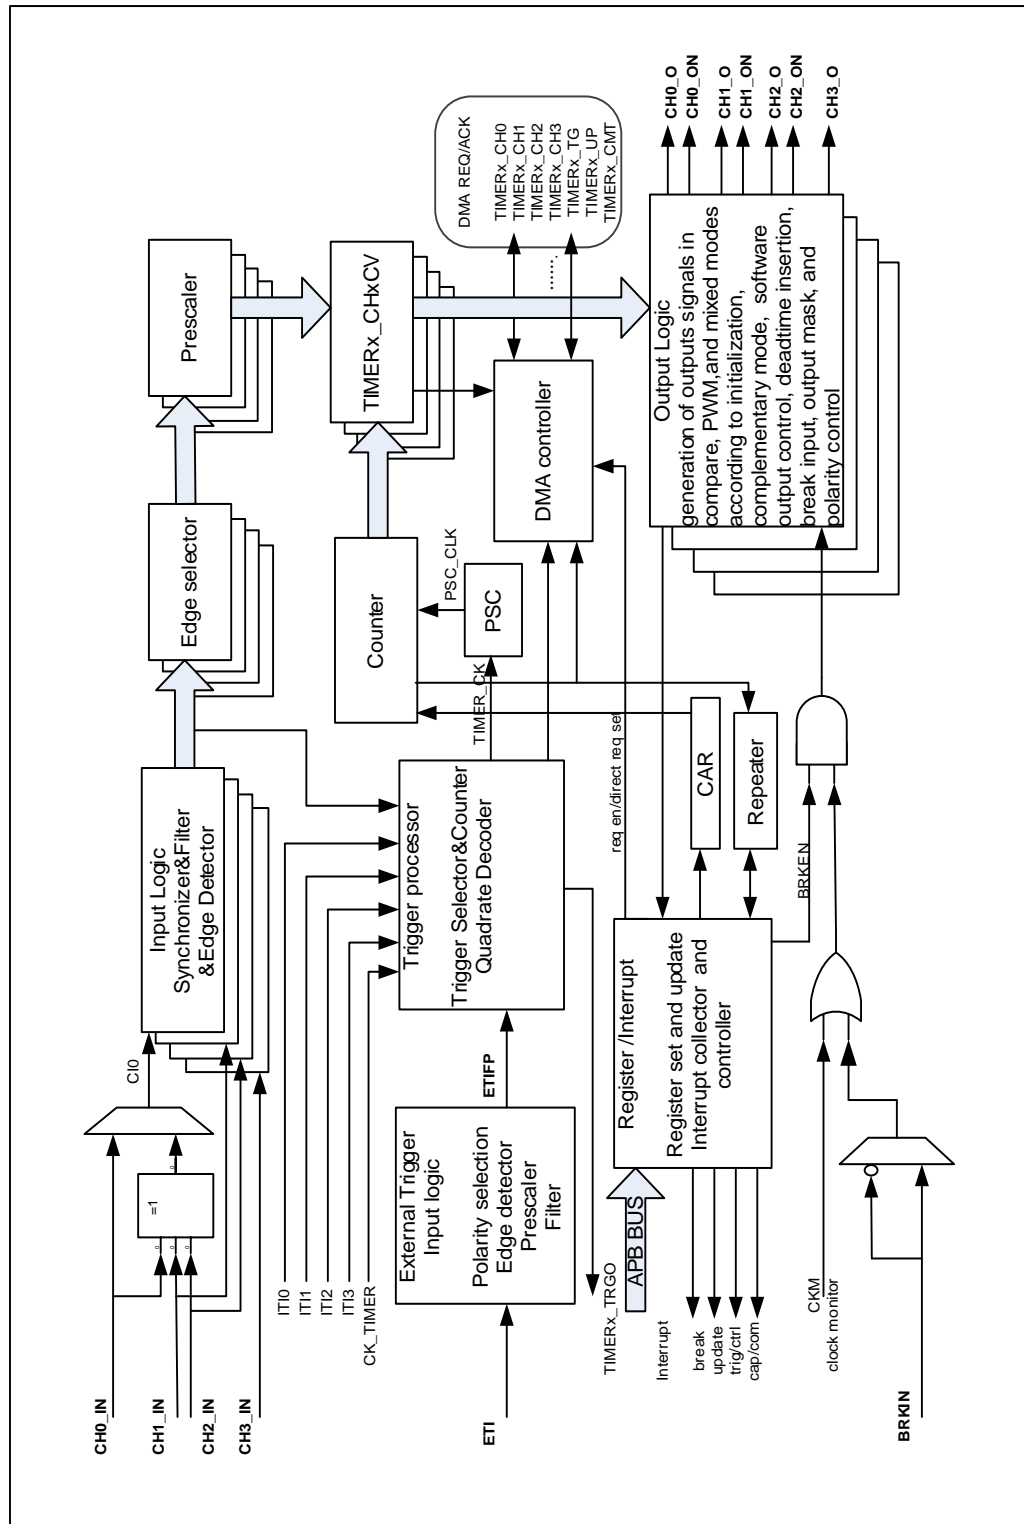 CH0_IN
CH1_IN
CH2_IN
CH3_IN
=1
0
0
0
0
CI0
Input Logic
Synchronizer&Filter
&Edge Detector
Edge selector
Prescaler
ITI0
ITI1
ITI2
ITI3
CK_TIMER
Trigger processor
Trigger Selector&Counter
Quadrate Decoder
TIMER_CK
PSC
PSC_CLK
Counter
TIMERx_CHxCV
ETI
External Trigger
Input logic
Polarity selection
Edge detector
Prescaler
Filter
ETIFP
TIMERx_TRGO
DMA controller
DMA REQ/ACK
TIMERx_CH0
TIMERx_CH1
TIMERx_CH2
TIMERx_CH3
TIMERx_TG
TIMERx_UP
TIMERx_CMT
.......
APB BUS
Interrupt
break
update
trig/ctrl
cap/com
Register /Interrupt
Register set and update
Interrupt collector and
controller
req en/direct req set
CAR
Repeater
BRKEN
CKM
clock monitor
BRKIN
Output Logic
generation of outputs signals in
compare, PWM,and mixed modes
according to initialization,
complementary mode, software
output control, deadtime insertion,
break input, output mask, and
polarity control
CH0_O
CH0_ON
CH1_O
CH1_ON
CH2_O
CH2_ON
CH3_O